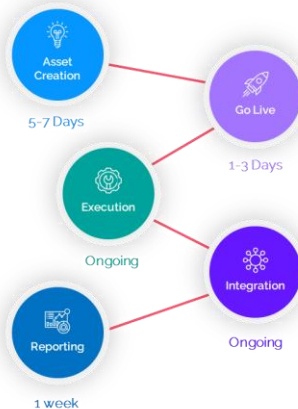 Asset
Creation
5-7 Days
Go Live
1-3 Days
Execution
Ongoing
Integration
Ongoing
Reporting
1 week